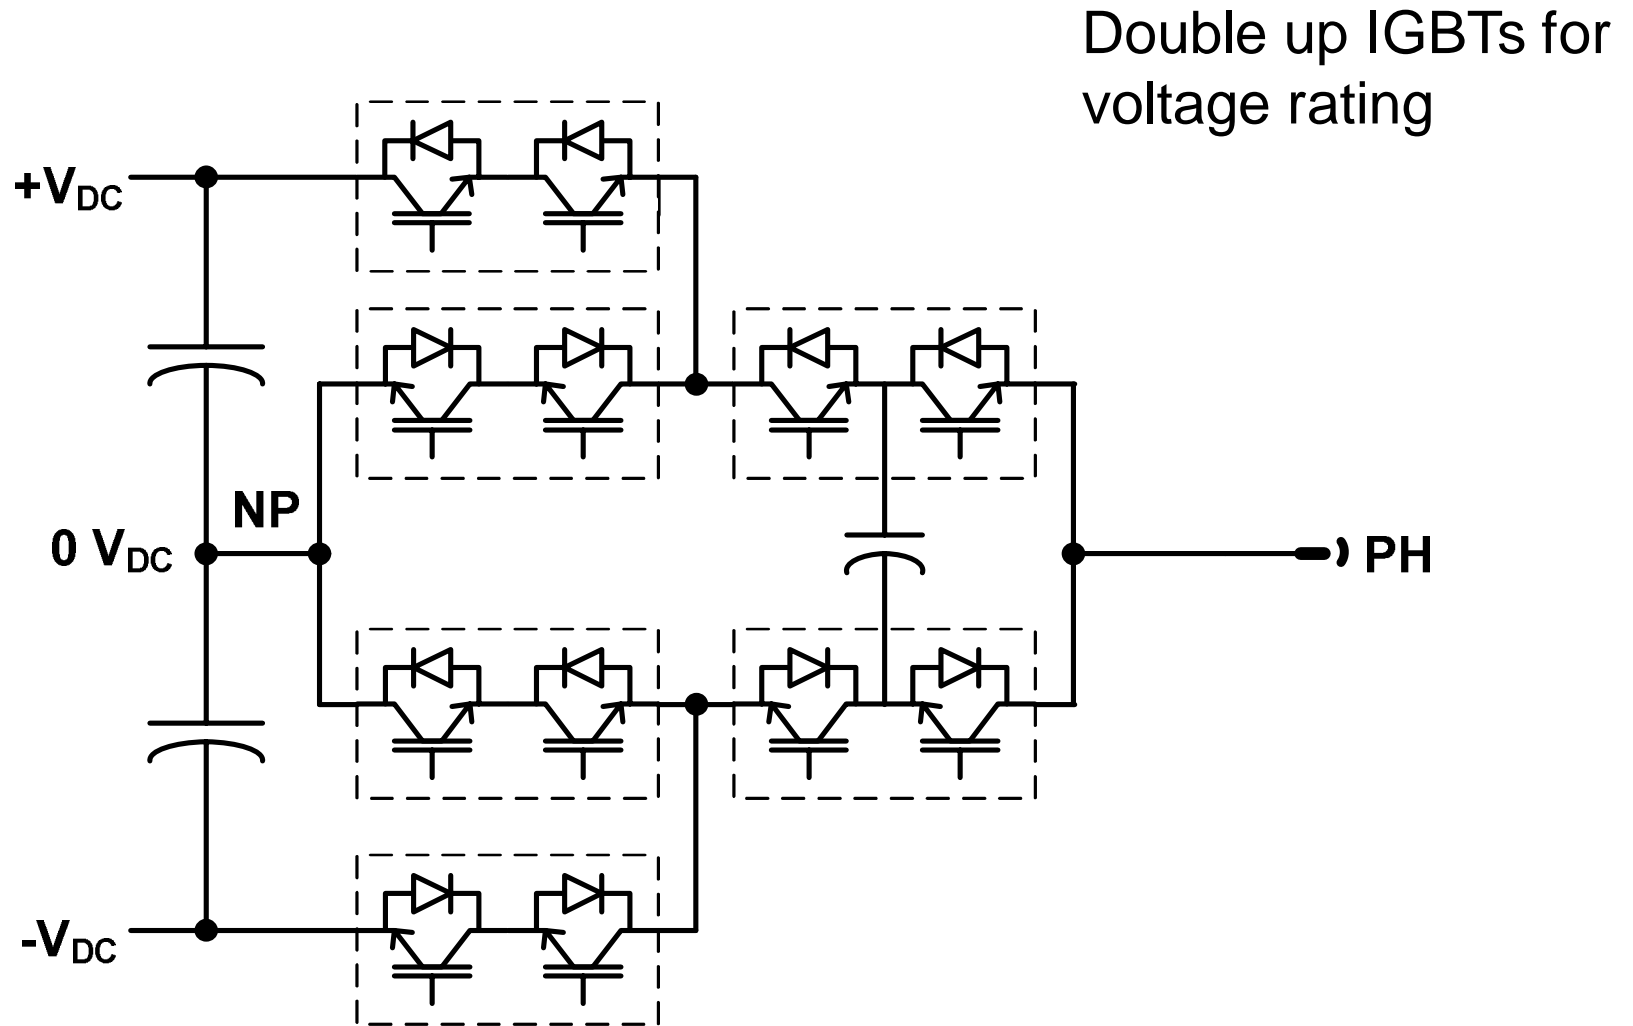 Double up IGBTs for
voltage rating
+VDC
NP
0 VDC
PH
-VDC